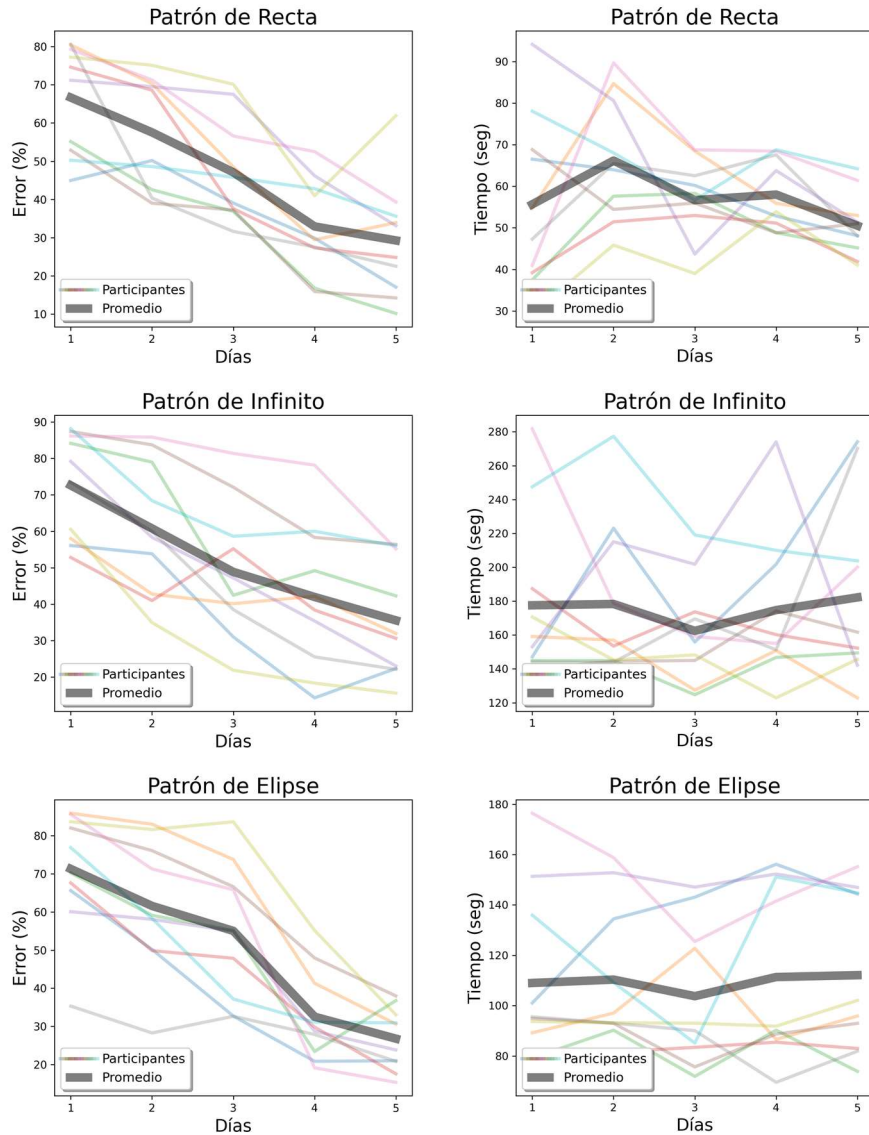 Patrón de Recta
Error (%)
80
70
60
50
40
30
20
10
Participantes
Promedio
1 2 3 4 5
Días
Patrón de Recta
Tiempo (seg)
90
80
70
60
50
40
30
Participantes
Promedio
1 2 3 4 5
Días
Patrón de Infinito
Error (%)
90
80
70
60
50
40
30
20
Participantes
Promedio
1 2 3 4 5
Días
Patrón de Infinito
Tiempo (seg)
280
260
240
220
200
180
160
140
120
Participantes
Promedio
1 2 3 4 5
Días
Patrón de Elipse
Error (%)
80
70
60
50
40
30
20
Participantes
Promedio
1 2 3 4 5
Días
Patrón de Elipse
Tiempo (seg)
180
160
140
120
100
80
Participantes
Promedio
1 2 3 4 5
Días